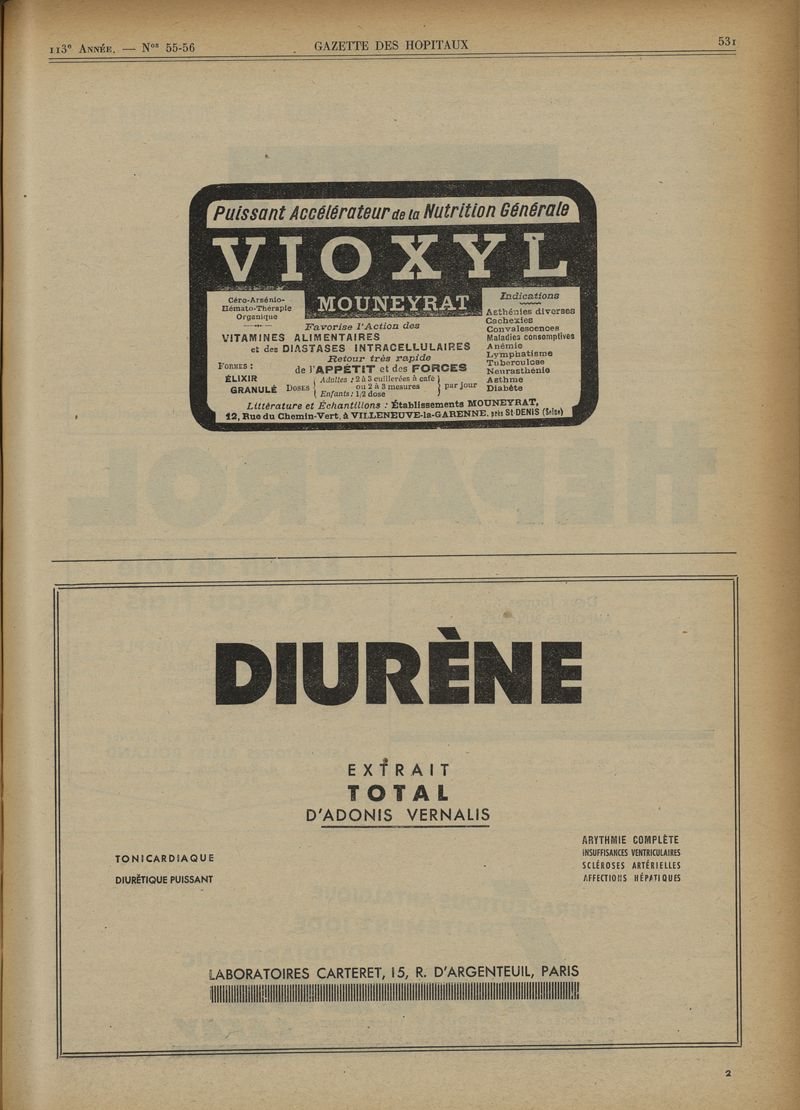 113e ANNÉE. — Nos 55-56
GAZETTE DES HOPITAUX
531
Puissant Accélérateur de la Nutrition Générale
VIOXYL
MOUNEYRAT
Céro-Arsénio-
Hémato-Thérapie
Organique
Favorise l'Action des
VITAMINES ALIMENTAIRES
et des DIASTASES INTRACELLULAIRES
Retour très rapide
de l'APPÉTIT et des FORCES
FORMES :
ÉLIXIR
GRANULÉ
DOSES
Adultes : 2 à 3 cuillerées à café
ou 2 à 3 mesures
Enfants : 1/2 dose
par jour
Indications
Asthénies diverses
Cachexies
Convalescences
Maladies consomptives
Anémie
Lymphatisme
Tuberculose
Neurasthénie
Asthme
Diabète
Littérature et Échantillons : Établissements MOUNEYRAT,
12, Rue du Chemin-Vert, à VILLENEUVE-la-GARENNE, près St-DENIS (Seine)
DIURÈNE
EXTRAIT
TOTAL
D'ADONIS VERNALIS
TONICARDIAQUE
DIURÉTIQUE PUISSANT
ARYTHMIE COMPLÈTE
INSUFFISANCES VENTRICULAIRES
SCLÉROSES ARTÉRIELLES
AFFECTIONS HÉPATIQUES
LABORATOIRES CARTERET, 15, R. D'ARGENTEUIL, PARIS
2